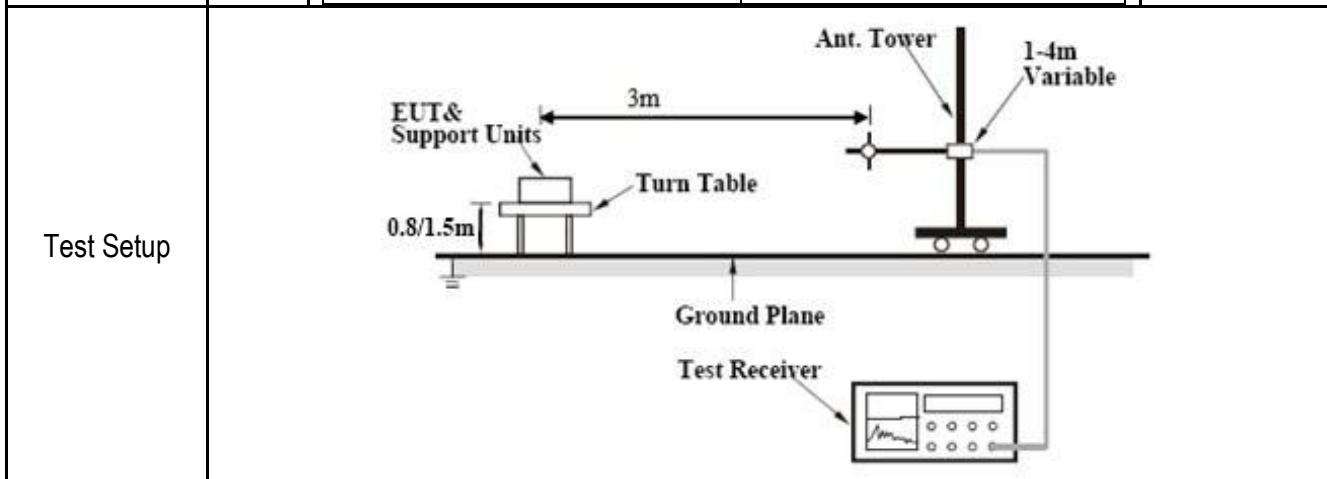 Test Setup
Ant. Tower
1-4m
Variable
3m
EUT&
Support Units
Turn Table
0.8/1.5m
Ground Plane
Test Receiver